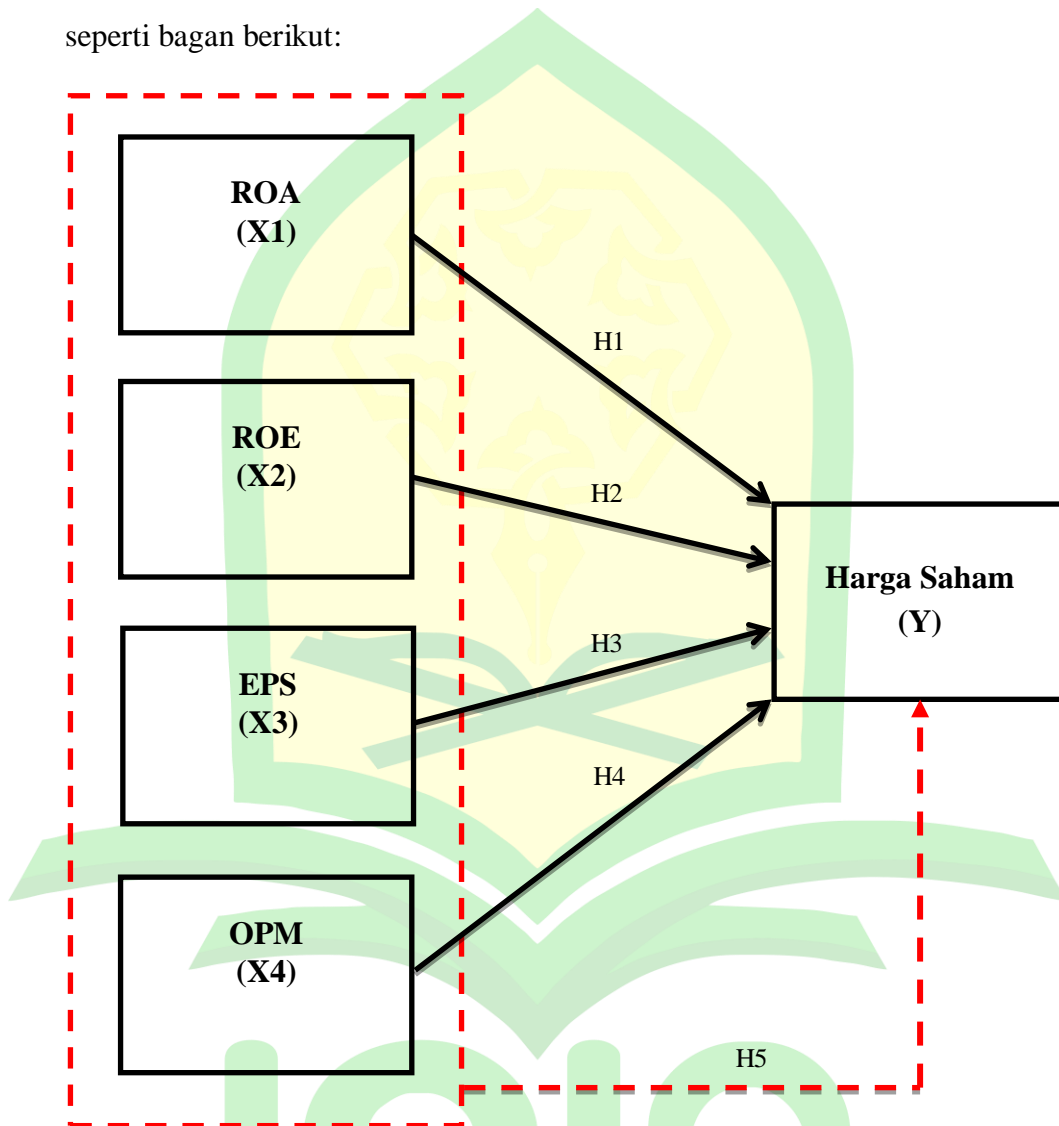 seperti bagan berikut:
ROA
(X1)
H1
ROE
(X2)
H2
Harga Saham
(Y)
EPS
(X3)
H3
H4
OPM
(X4)
H5